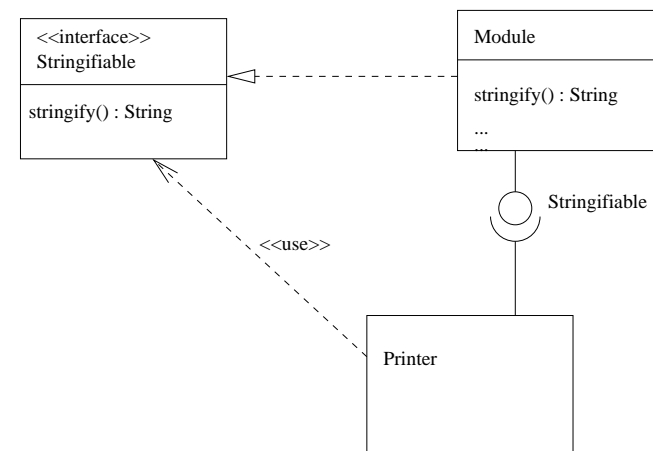 <<interface>>
Stringifiable
stringify() : String
Module
stringify() : String
...
...
Stringifiable
<<use>>
Printer